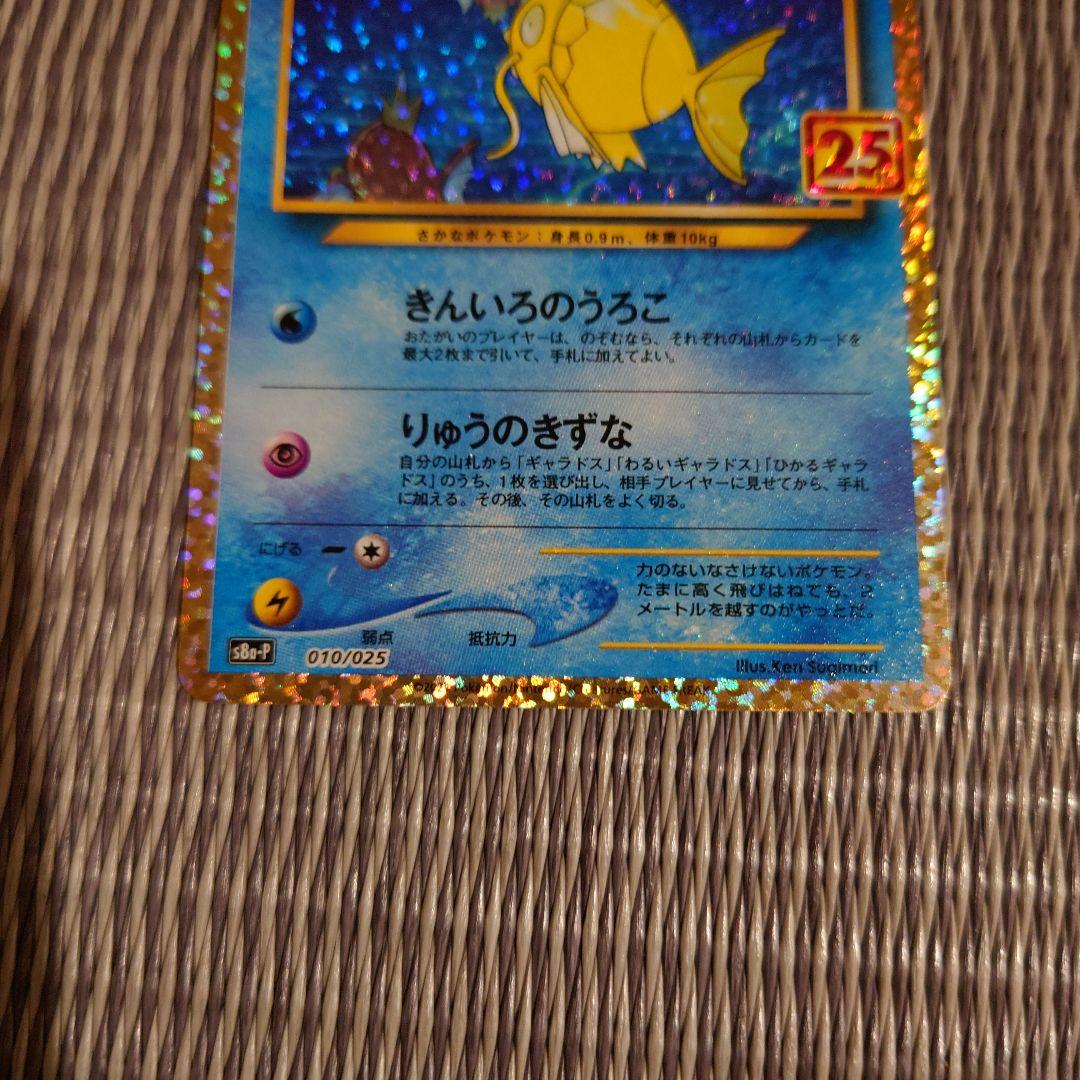 25
さかなポケモン：身長0.9m、体重10kg
きんいろのうろこ
おたがいのプレイヤーは、のぞむなら、それぞれの山札からカードを
最大2枚まで引いて、手札に加えてよい。
りゅうのきずな
自分の山札から「ギャラドス」「わるいギャラドス」「ひかるギャラ
ドス」のうち、1枚を選び出し、相手プレイヤーに見せてから、手札
に加える。その後、その山札をよく切る。
にげる
力のないなさけないポケモン。
たまに高く飛びはねても、2
メートルを越すのがやっとだ。
弱点
抵抗力
s8a-P
010/025
Illus.Ken Sugimori